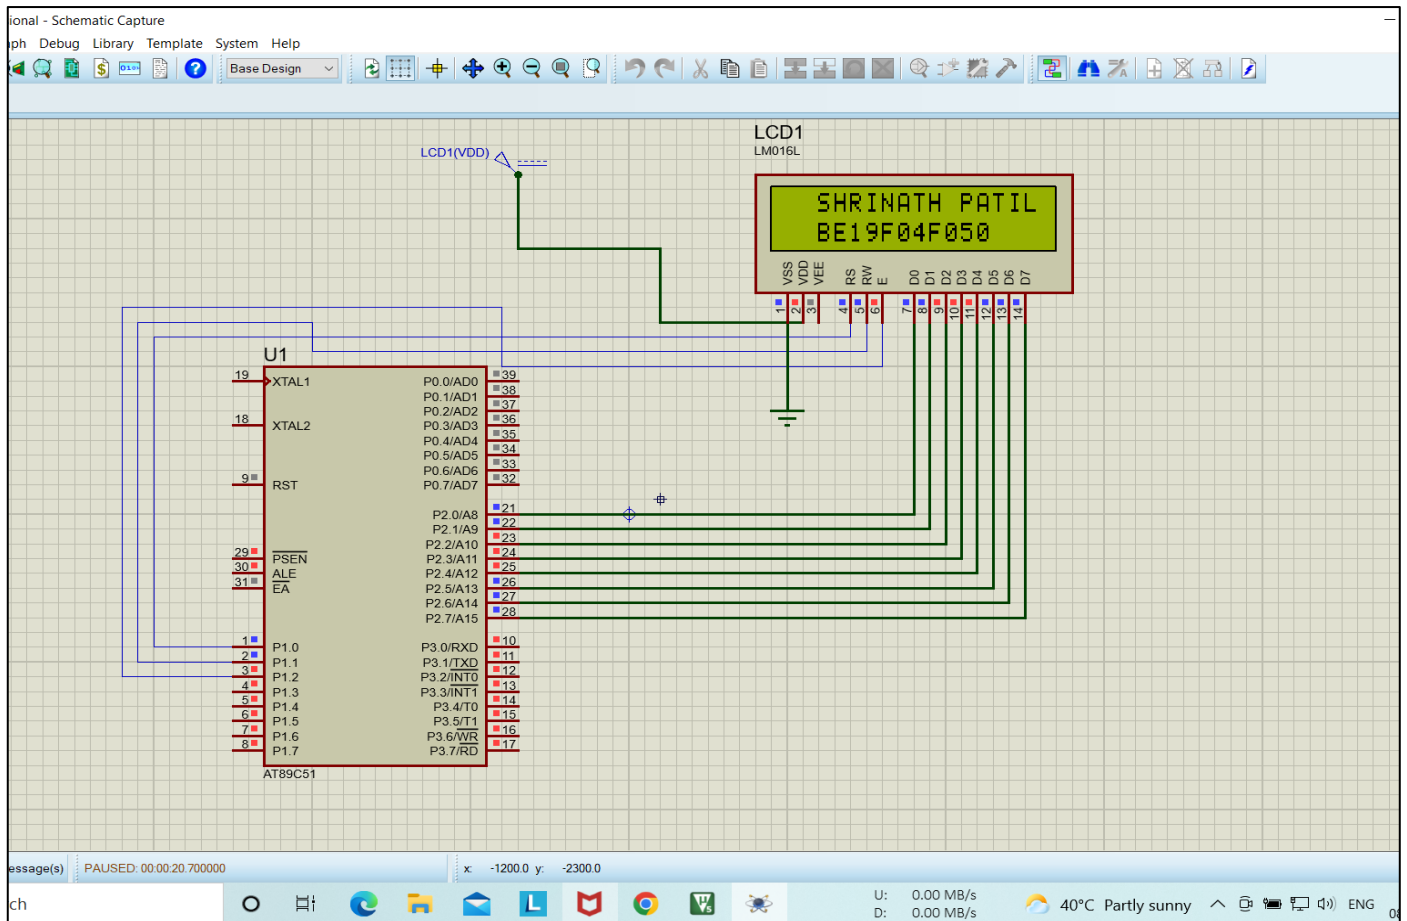 ional - Schematic Capture
ph Debug Library Template System Help
Base Design
LCD1
LM016L
LCD1(VDD)
SHRINATH PATIL
BE19F04F050
VSS VDD VEE RS RW E D0 D1 D2 D3 D4 D5 D6 D7
1 2 3 4 5 6 7 8 9 10 11 12 13 14
U1
19 XTAL1 P0.0/AD0 39
P0.1/AD1 38
P0.2/AD2 37
18 XTAL2 P0.3/AD3 36
P0.4/AD4 35
P0.5/AD5 34
P0.6/AD6 33
9 RST P0.7/AD7 32
P2.0/A8 21
P2.1/A9 22
P2.2/A10 23
29 PSEN P2.3/A11 24
30 ALE P2.4/A12 25
31 EA P2.5/A13 26
P2.6/A14 27
P2.7/A15 28
1 P1.0 P3.0/RXD 10
2 P1.1 P3.1/TXD 11
3 P1.2 P3.2/INT0 12
4 P1.3 P3.3/INT1 13
5 P1.4 P3.4/T0 14
6 P1.5 P3.5/T1 15
7 P1.6 P3.6/WR 16
8 P1.7 P3.7/RD 17
AT89C51
essage(s) PAUSED: 00:00:20.700000 x: -1200.0 y: -2300.0
ch U: 0.00 MB/s 40°C Partly sunny ENG
D: 0.00 MB/s